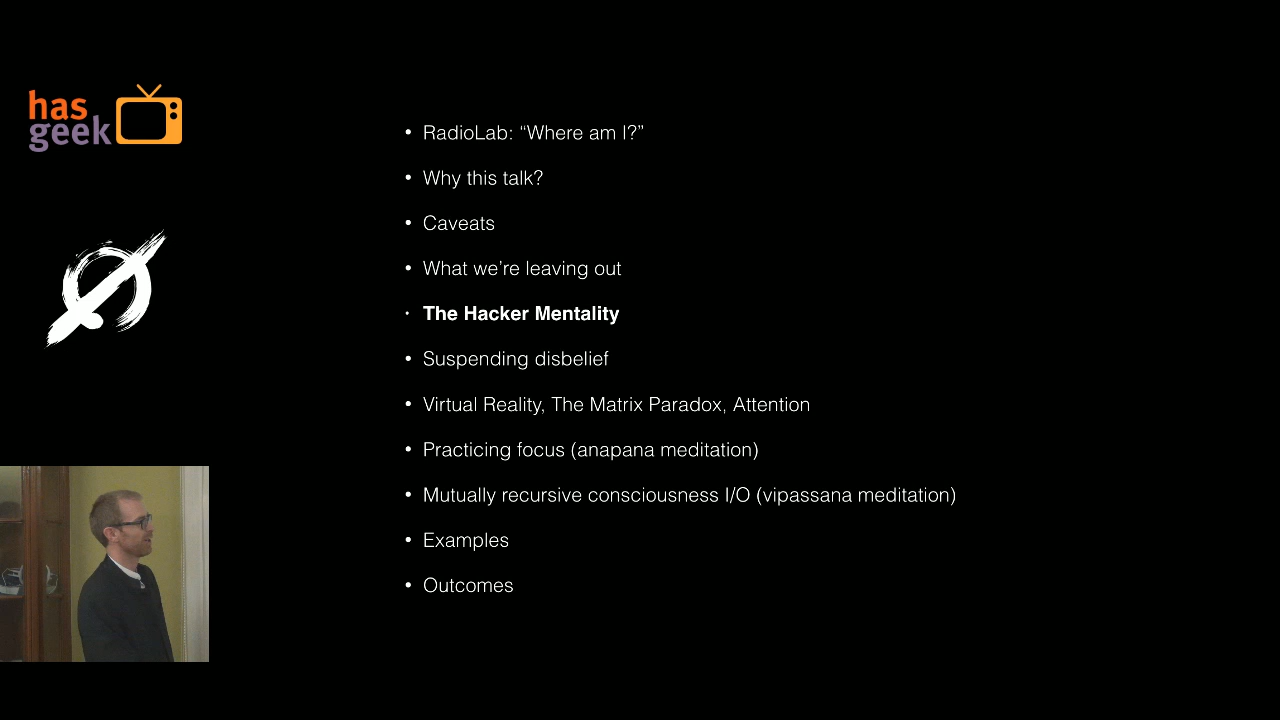 has
geek
• RadioLab: “Where am I?”
• Why this talk?
• Caveats
• What we’re leaving out
• The Hacker Mentality
• Suspending disbelief
• Virtual Reality, The Matrix Paradox, Attention
• Practicing focus (anapana meditation)
• Mutually recursive consciousness I/O (vipassana meditation)
• Examples
• Outcomes